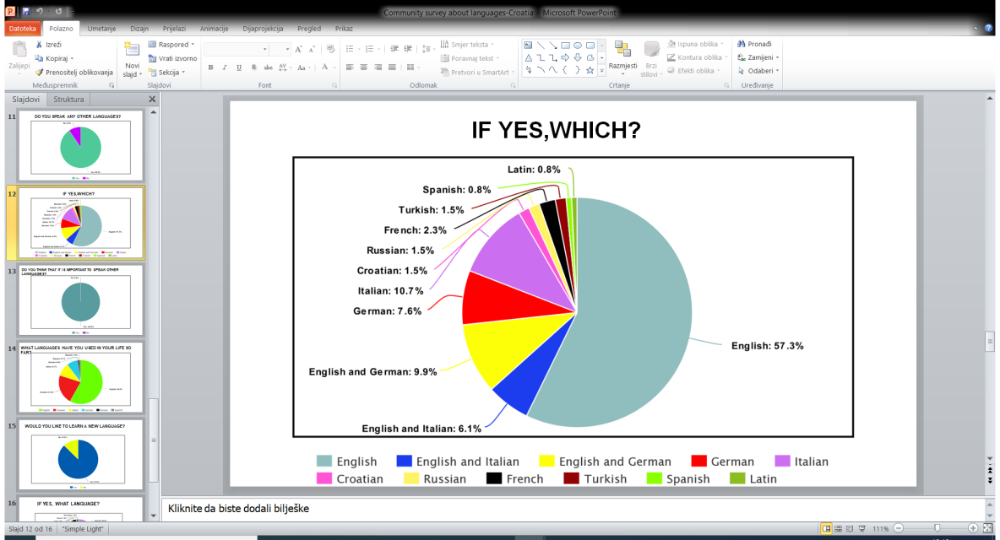 Community survey about languages-Croatia - Microsoft PowerPoint
Datoteka Polazno Umetanje Dizajn Prijelazi Animacije Dijaprojekcija Pregled Prikaz
Zalijepi
Izreži
Kopiraj
Prenositelj oblikovanja
Međuspremnik
Novi slajd
Raspored
Vrati izvorno
Sekcija
Slajdovi
B I U S abc AV Aa A
Font
Smjer teksta
Poravnaj tekst
Pretvori u SmartArt
Odlomak
Razmjesti
Brzi stilovi
Ispuna oblika
Kontura oblika
Efekti oblika
Crtanje
Pronađi
Zamijeni
Odaberi
Uređivanje
Slajdovi Struktura
11
DO YOU SPEAK ANY OTHER LANGUAGES?
12
IF YES,WHICH?
13
DO YOU THINK THAT IT IS IMPORTANT TO SPEAK OTHER
LANGUAGES?
14
WHAT LANGUAGES HAVE YOU USED IN YOUR LIFE SO
FAR?
15
WOULD YOU LIKE TO LEARN A NEW LANGUAGE?
16
IF YES, WHAT LANGUAGE?
IF YES,WHICH?
Latin: 0.8%
Spanish: 0.8%
Turkish: 1.5%
French: 2.3%
Russian: 1.5%
Croatian: 1.5%
Italian: 10.7%
German: 7.6%
English: 57.3%
English and German: 9.9%
English and Italian: 6.1%
English English and Italian English and German German Italian
Croatian Russian French Turkish Spanish Latin
Kliknite da biste dodali bilješke
Slajd 12 od 16 "Simple Light" 111%